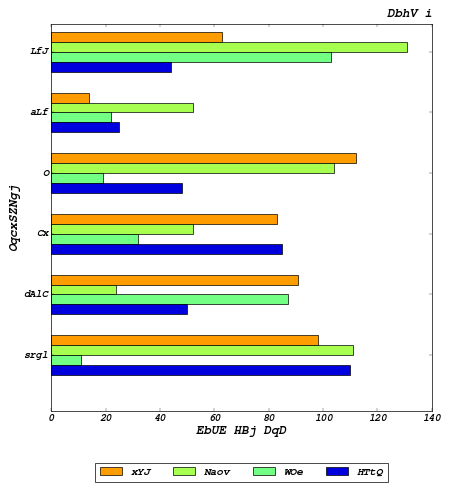 DbhV i
OqcxSZNgj
LfJ
aLf
o
Cx
dAlC
srgl
0 20 40 60 80 100 120 140
EbUE HBj DqD
xYJ Naov WOe HTtQ